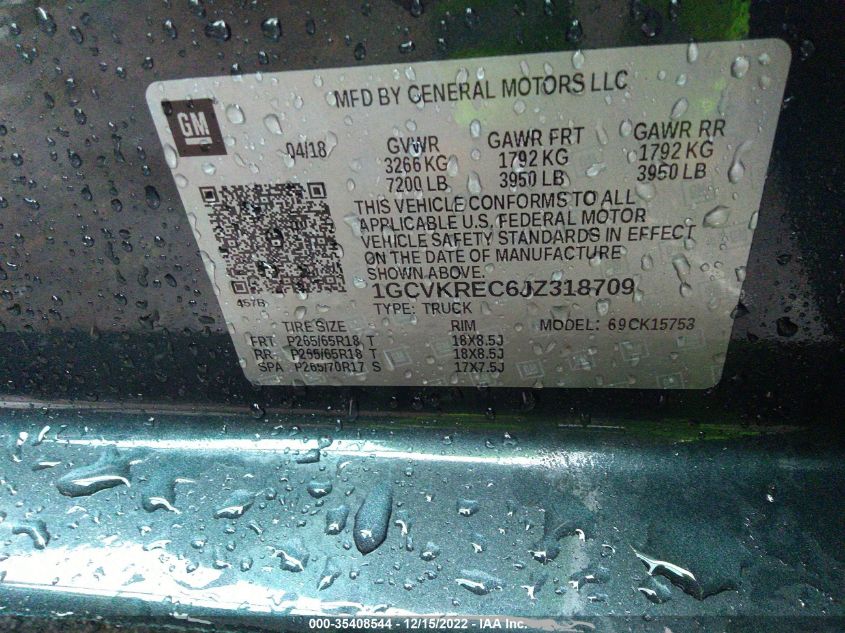 MFD BY GENERAL MOTORS LLC
GM
04/18
GVWR GAWR FRT GAWR RR
3266 KG 1792 KG 1792 KG
7200 LB 3950 LB 3950 LB
THIS VEHICLE CONFORMS TO ALL
APPLICABLE U.S. FEDERAL MOTOR
VEHICLE SAFETY STANDARDS IN EFFECT
ON THE DATE OF MANUFACTURE
SHOWN ABOVE.
457B
1GCVKREC6JZ318709
TYPE: TRUCK MODEL: 69CK15753
TIRE SIZE RIM
FRT P265/65R18 T 18X8.5J
RR P265/65R18 T 18X8.5J
SPA P265/70R17 S 17X7.5J
000-35408544 / 12/15/2022 - IAA Inc.